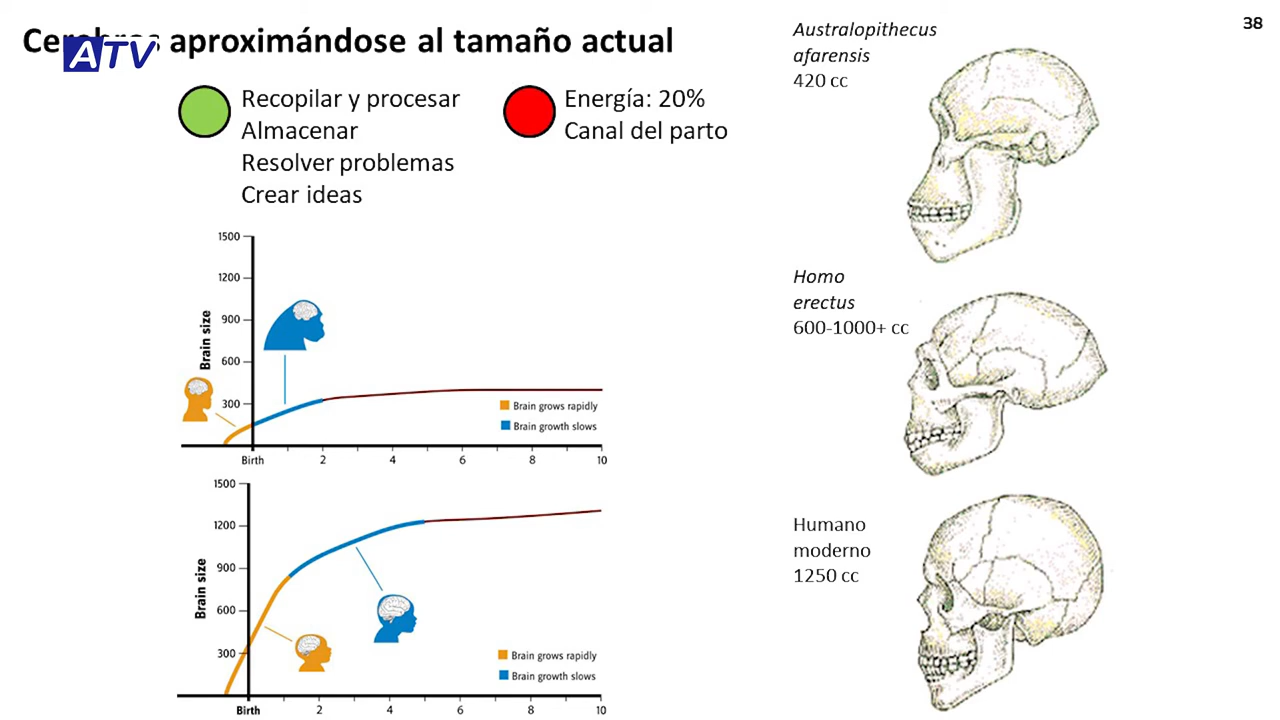 38
aproximándose al tamaño actual
ATV
Recopilar y procesar
Almacenar
Resolver problemas
Crear ideas
Energía: 20%
Canal del parto
Australopithecus
afarensis
420 cc
Homo
erectus
600-1000+ cc
Humano
moderno
1250 cc
Brain size
1500
1200
900
600
300
Brain grows rapidly
Brain growth slows
Birth 2 4 6 8 10
Brain size
1500
1200
900
600
300
Brain grows rapidly
Brain growth slows
Birth 2 4 6 8 10